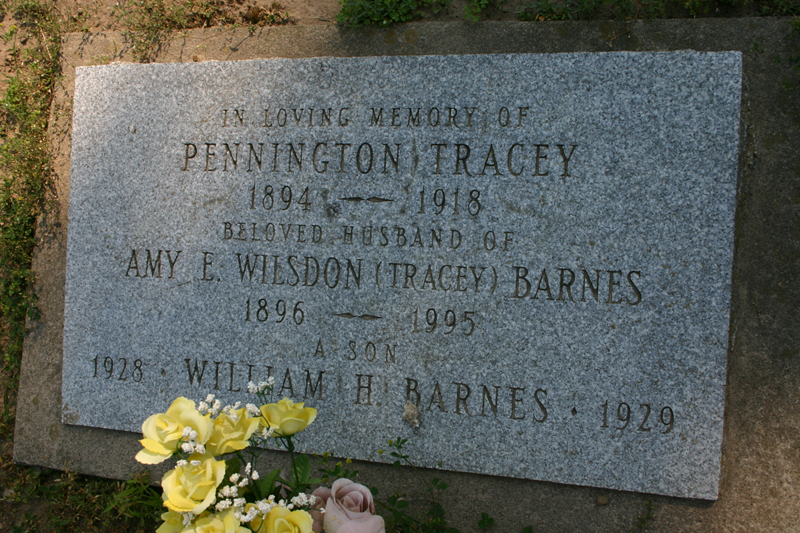 IN LOVING MEMORY OF
PENNINGTON TRACEY
1894 — 1918
BELOVED HUSBAND OF
AMY E. WILSDON (TRACEY) BARNES
1896 — 1995
A SON
1928 · WILLIAM H BARNES · 1929